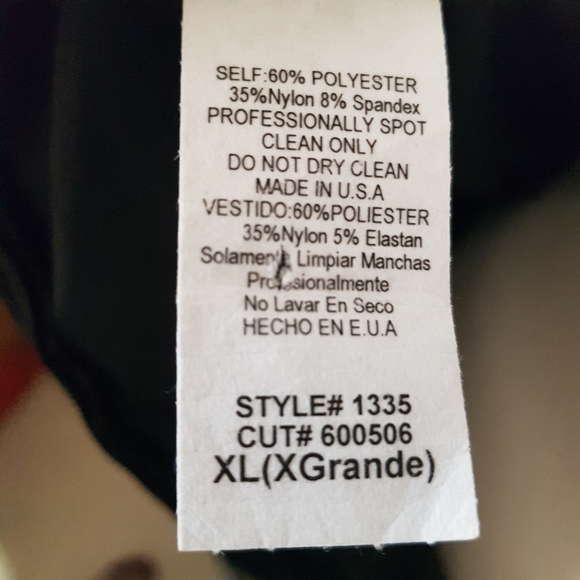 SELF:60% POLYESTER
35%Nylon 8% Spandex
PROFESSIONALLY SPOT
CLEAN ONLY
DO NOT DRY CLEAN
MADE IN U.S.A
VESTIDO:60%POLIESTER
35%Nylon 5% Elastan
Limpiar Manchas
No Lavar En Seco
HECHO EN E.U.A
STYLE# 1335
CUT# 600506
XL(XGrande)